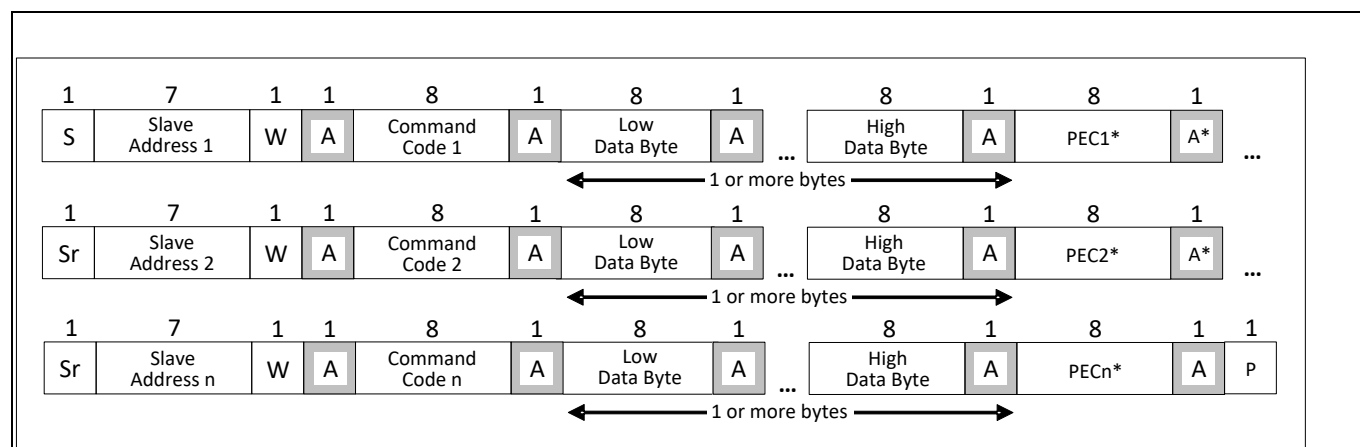 1 7 1 1 8 1 8 1 8 1 8 1
S Slave Address 1 W A Command Code 1 A Low Data Byte A ... High Data Byte A PEC1* A* ...
1 or more bytes
1 7 1 1 8 1 8 1 8 1 8 1
Sr Slave Address 2 W A Command Code 2 A Low Data Byte A ... High Data Byte A PEC2* A* ...
1 or more bytes
1 7 1 1 8 1 8 1 8 1 8 1 1
Sr Slave Address n W A Command Code n A Low Data Byte A ... High Data Byte A PECn* A P
1 or more bytes